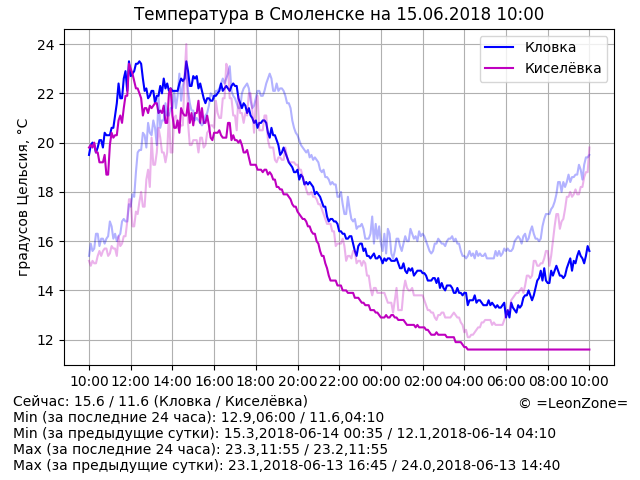 Температура в Смоленске на 15.06.2018 10:00
Кловка
Киселёвка
градусов Цельсия, °C
24
22
20
18
16
14
12
10:00 12:00 14:00 16:00 18:00 20:00 22:00 00:00 02:00 04:00 06:00 08:00 10:00
Сейчас: 15.6 / 11.6 (Кловка / Киселёвка)
© =LeonZone=
Min (за последние 24 часа): 12.9,06:00 / 11.6,04:10
Min (за предыдущие сутки): 15.3,2018-06-14 00:35 / 12.1,2018-06-14 04:10
Max (за последние 24 часа): 23.3,11:55 / 23.2,11:55
Max (за предыдущие сутки): 23.1,2018-06-13 16:45 / 24.0,2018-06-13 14:40